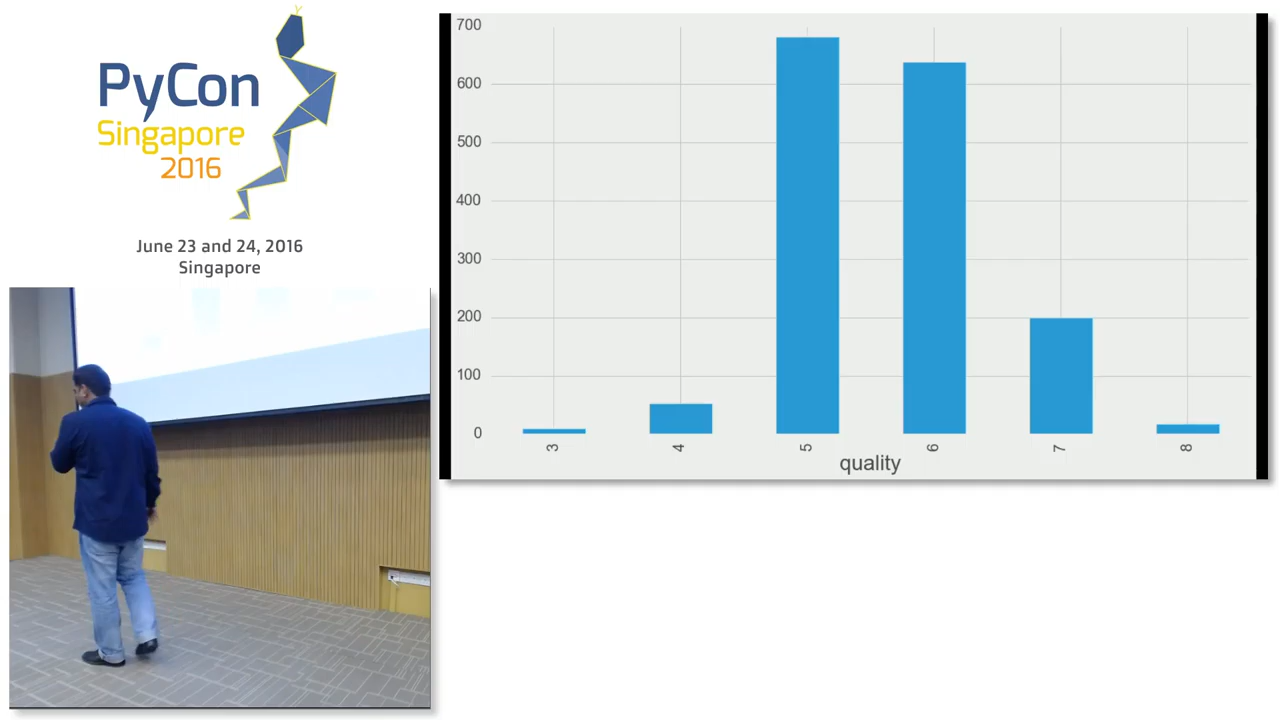 PyCon
Singapore
2016
June 23 and 24, 2016
Singapore
700
600
500
400
300
200
100
0
3 4 5 6 7 8
quality